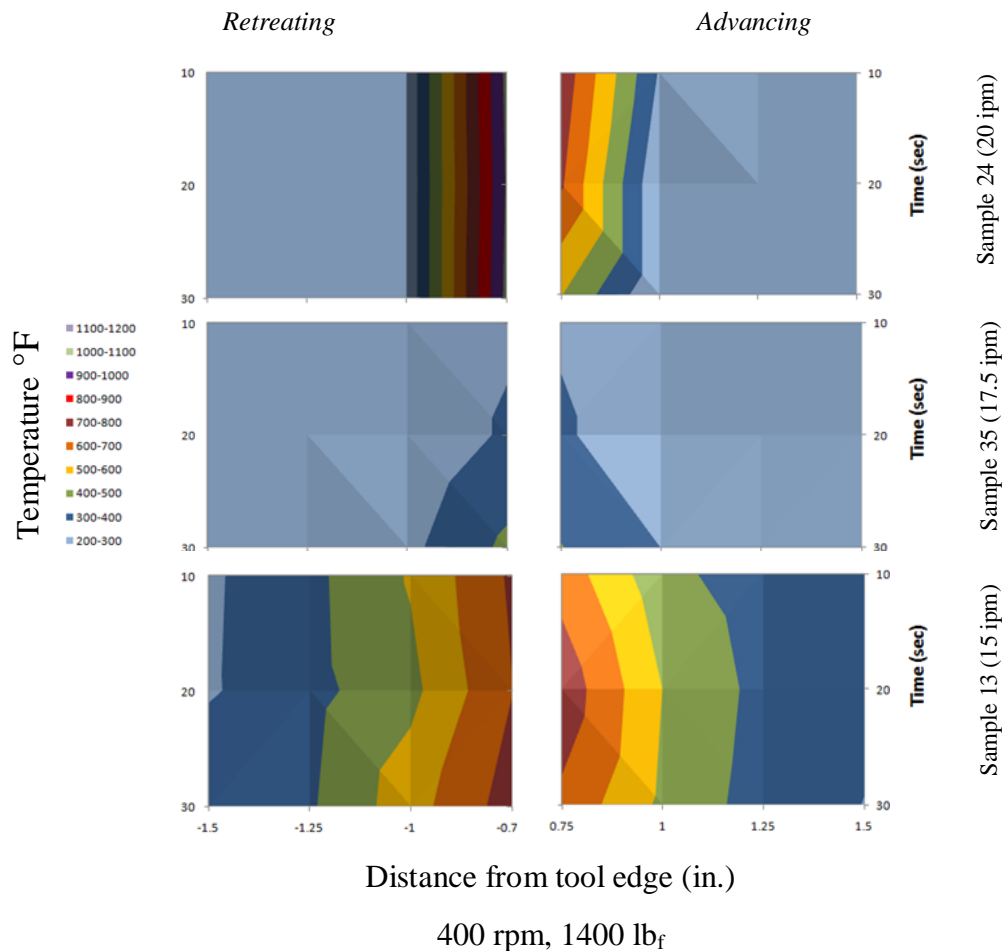 Retreating
Advancing
10
20
30
10
20
30
Time (sec)
Sample 24 (20 ipm)
Temperature °F
1100-1200
1000-1100
900-1000
800-900
700-800
600-700
500-600
400-500
300-400
200-300
10
20
30
10
20
30
Time (sec)
Sample 35 (17.5 ipm)
10
20
30
10
20
30
Time (sec)
Sample 13 (15 ipm)
-1.5 -1.25 -1 -0.7
0.75 1 1.25 1.5
Distance from tool edge (in.)
400 rpm, 1400 lbf